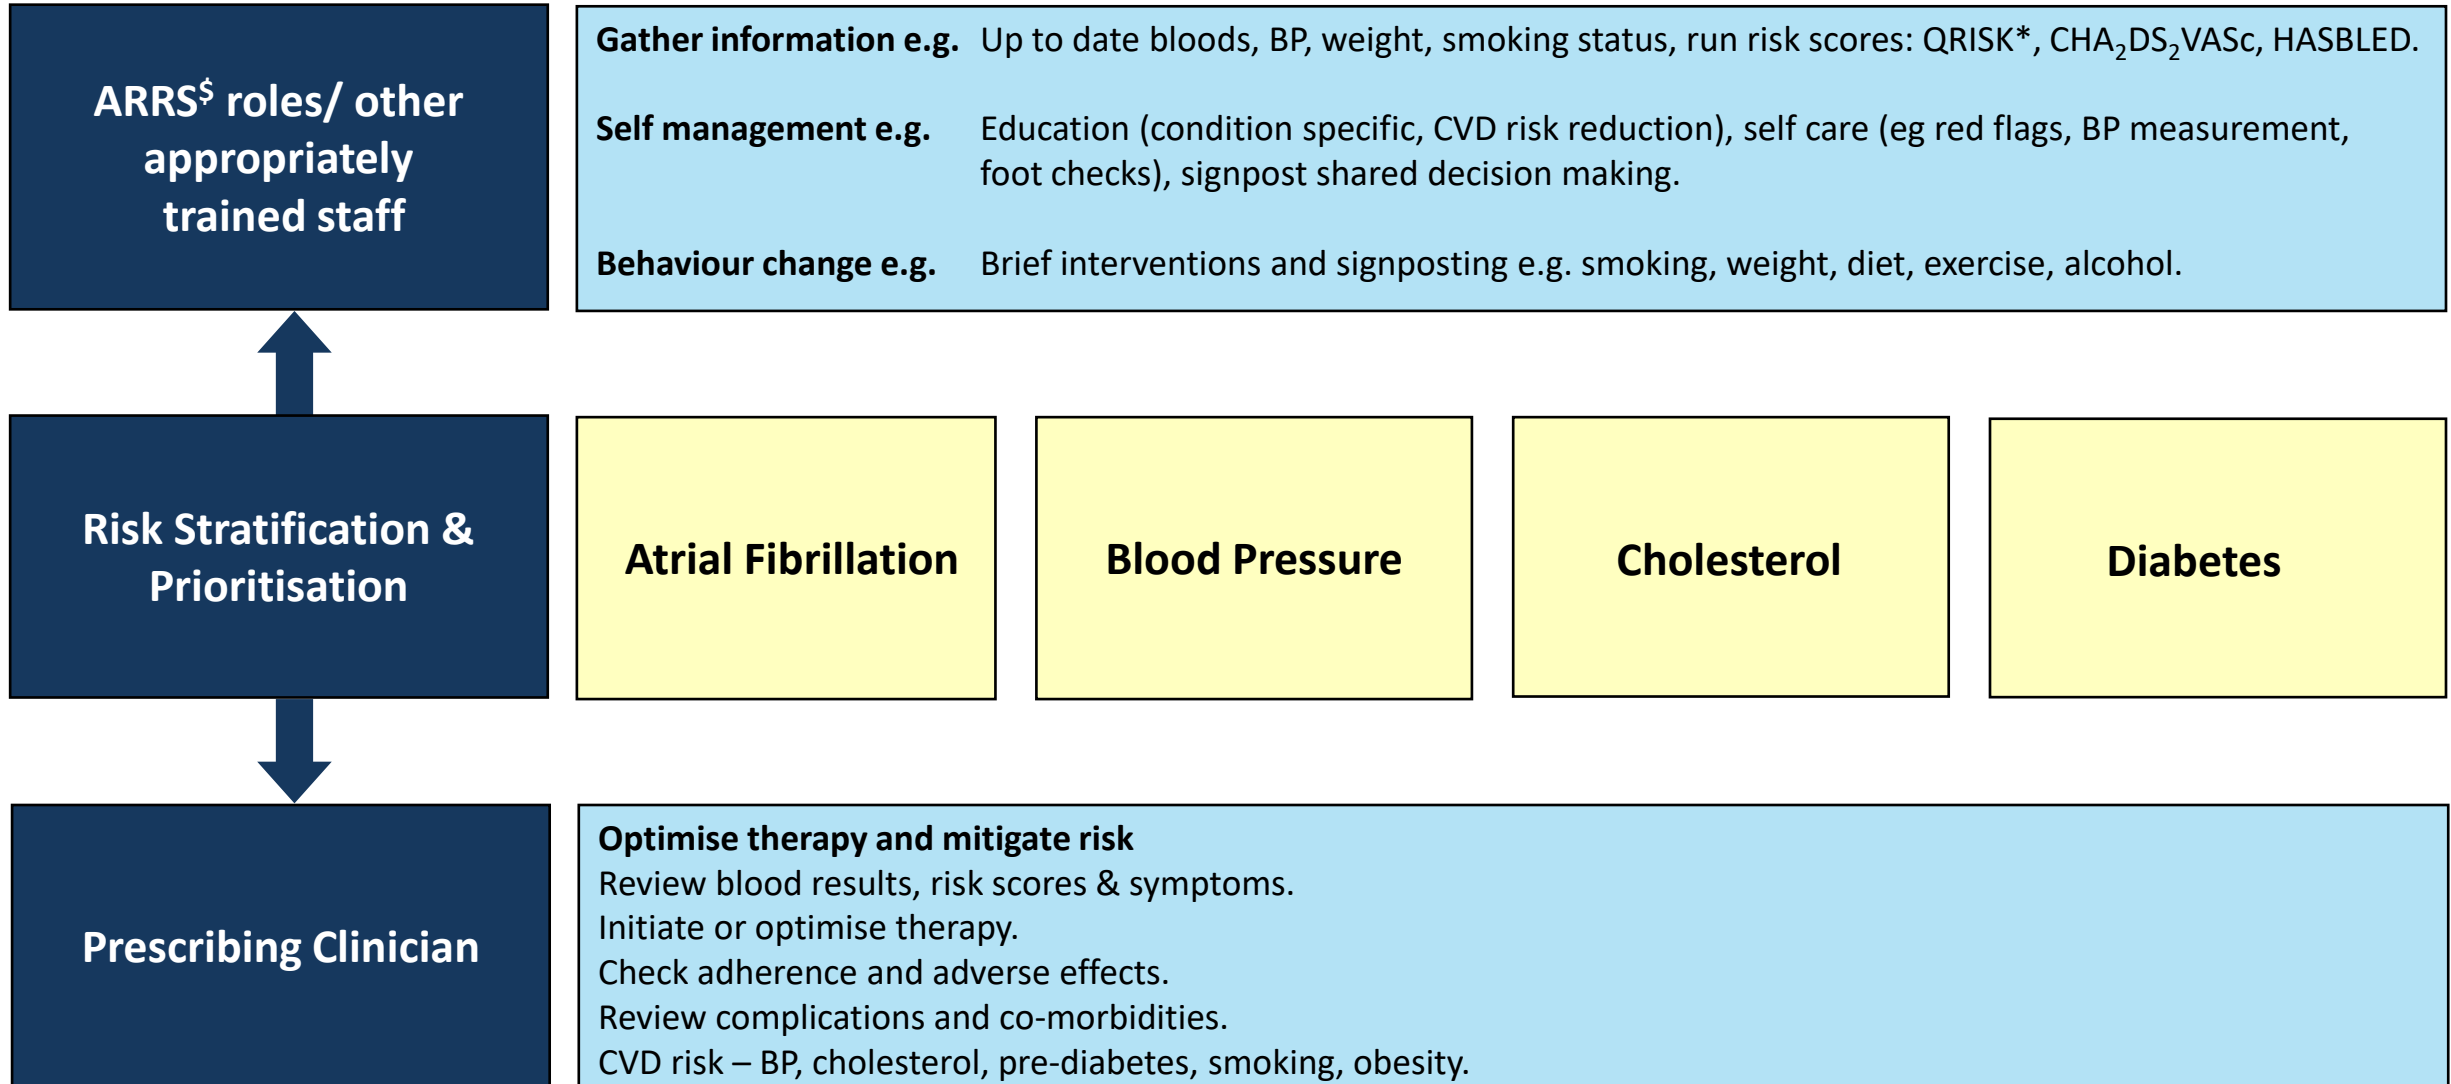 ARRS$ roles/ other
appropriately
trained staff
Gather information e.g. Up to date bloods, BP, weight, smoking status, run risk scores: QRISK*, CHA₂DS₂VASc, HASBLED.
Self management e.g. Education (condition specific, CVD risk reduction), self care (eg red flags, BP measurement,
foot checks), signpost shared decision making.
Behaviour change e.g. Brief interventions and signposting e.g. smoking, weight, diet, exercise, alcohol.
Risk Stratification &
Prioritisation
Atrial Fibrillation
Blood Pressure
Cholesterol
Diabetes
Prescribing Clinician
Optimise therapy and mitigate risk
Review blood results, risk scores & symptoms.
Initiate or optimise therapy.
Check adherence and adverse effects.
Review complications and co-morbidities.
CVD risk – BP, cholesterol, pre-diabetes, smoking, obesity.